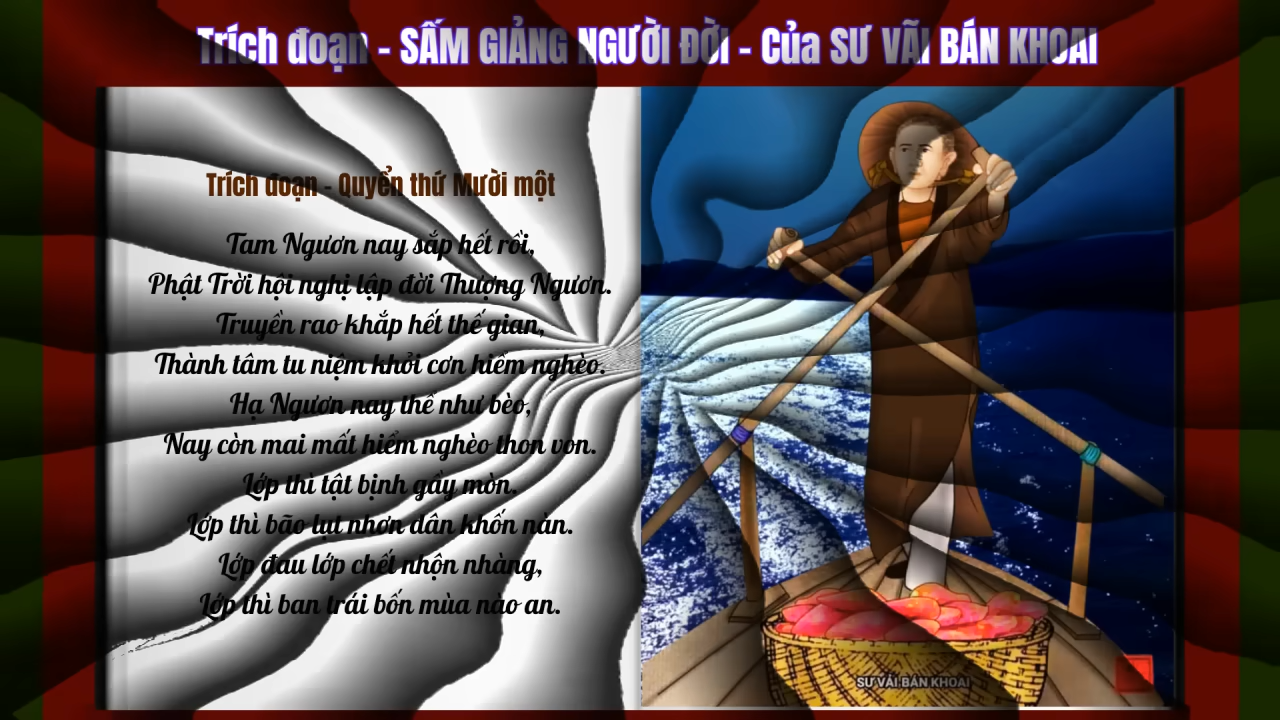 Trích đoạn - SẤM GIẢNG NGƯỜI ĐỜI - Của SƯ VÃI BÁN KHOAI
Trích đoạn - Quyển thứ Mười một
Tam Ngươn nay sắp hết rồi,
Phật Trời hội nghị lập đời Thượng Ngươn.
Truyền rao khắp hết thế gian,
Thành tâm tu niệm khỏi cơn hiểm nghèo.
Hạ Ngươn nay thể như bèo,
Nay còn mai mất hiểm nghèo thon von.
Lớp thì tật bịnh gầy mòn.
Lớp thì bão lụt nhơn dân khốn nàn.
Lớp đau lớp chết nhộn nhàng,
Lớp thì ban trái bốn mùa nào an.
SƯ VÃI BÁN KHOAI